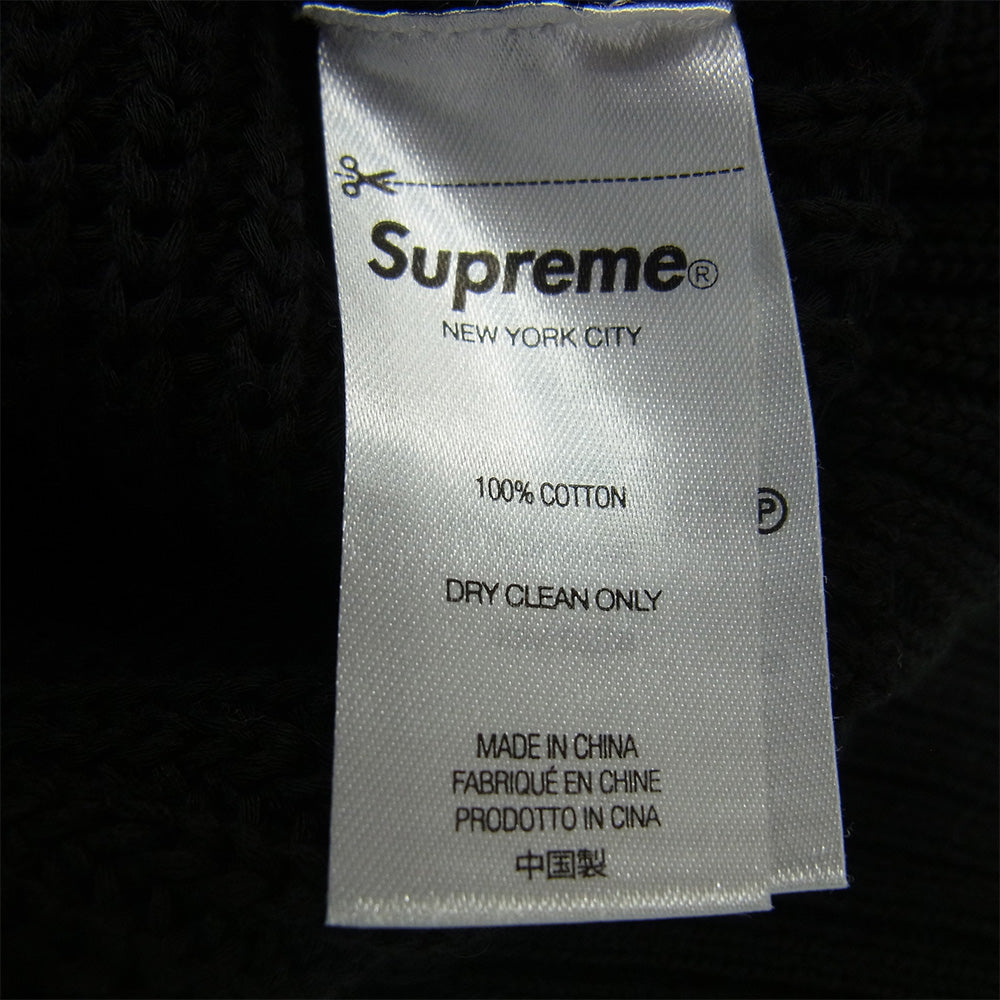 Supreme®
NEW YORK CITY
100% COTTON
P
DRY CLEAN ONLY
MADE IN CHINA
FABRIQUÉ EN CHINE
PRODOTTO IN CINA
中国製